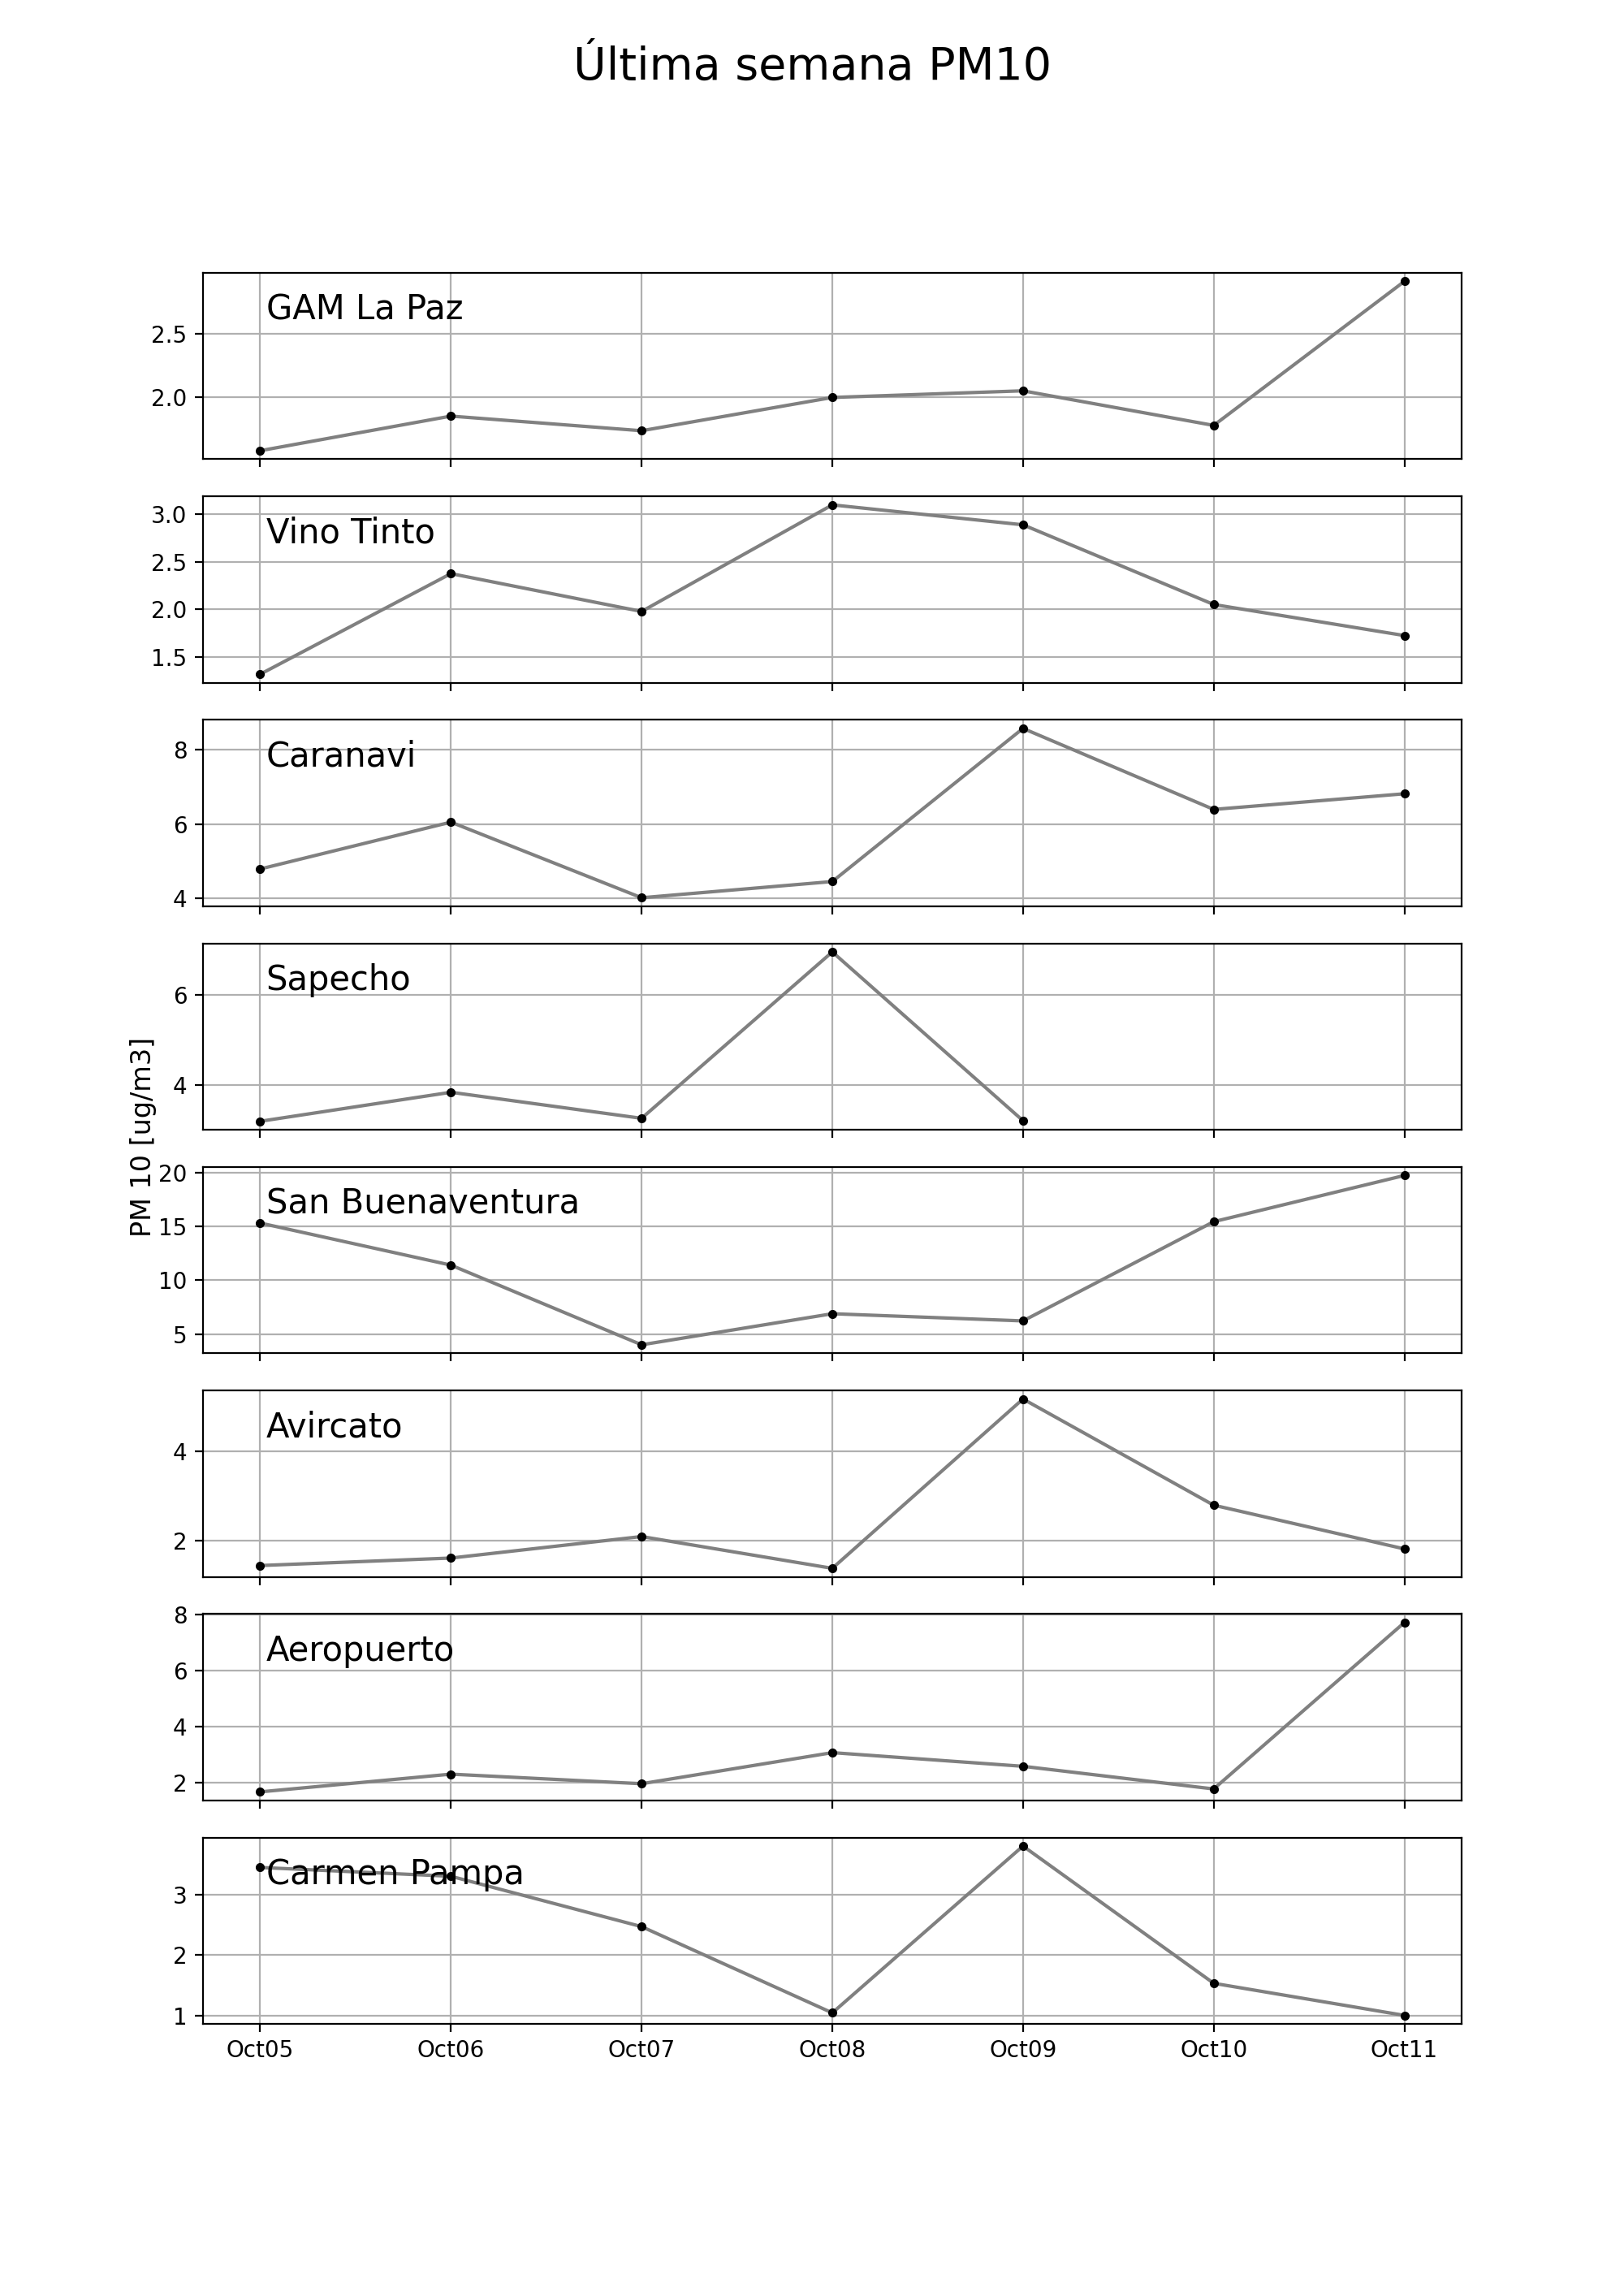 Última semana PM10
GAM La Paz
2.5
2.0
Vino Tinto
3.0
2.5
2.0
1.5
Caranavi
8
6
4
Sapecho
6
4
PM 10 [ug/m3]
San Buenaventura
20
15
10
5
Avircato
4
2
Aeropuerto
8
6
4
2
Carmen Pampa
3
2
1
Oct05 Oct06 Oct07 Oct08 Oct09 Oct10 Oct11